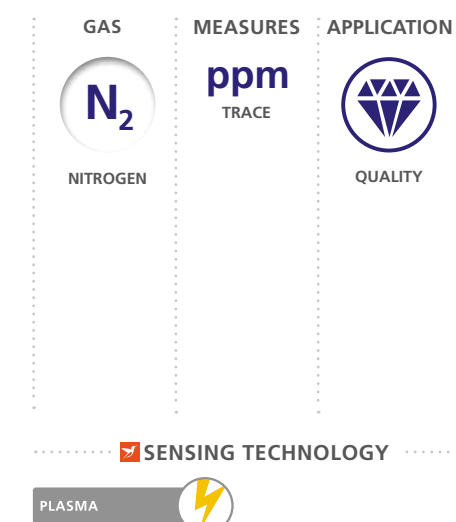 GAS
N2
NITROGEN
MEASURES
ppm
TRACE
APPLICATION
QUALITY
SENSING TECHNOLOGY
PLASMA